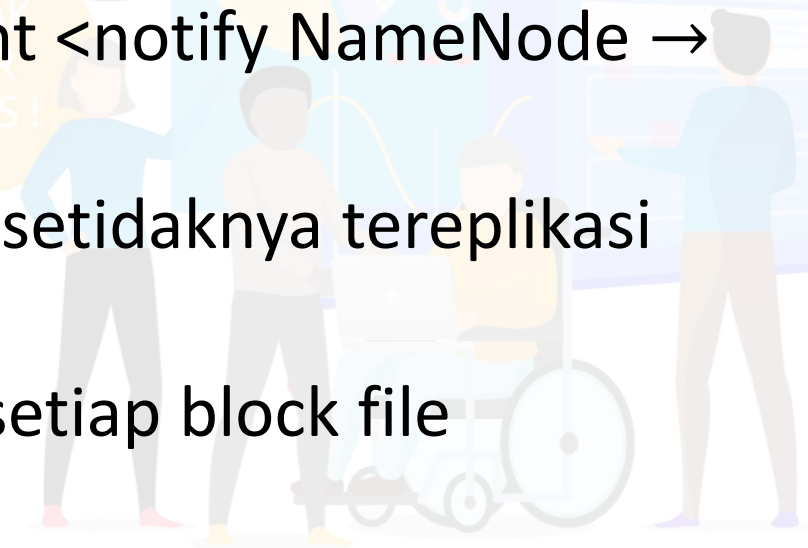 nt <notify NameNode →
setidaknya tereplikasi
setiap block file